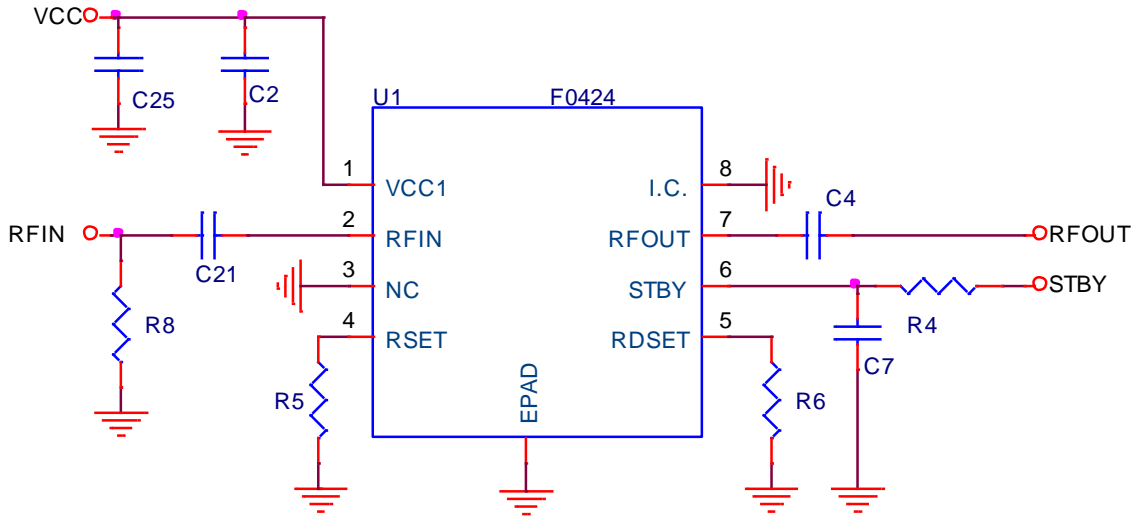 VCC
C25
C2
U1
F0424
1
VCC1
I.C.
8
C4
RFIN
2
RFIN
RFOUT
7
RFOUT
C21
3
NC
STBY
6
STBY
R8
4
RSET
RDSET
5
R4
C7
R5
EPAD
R6